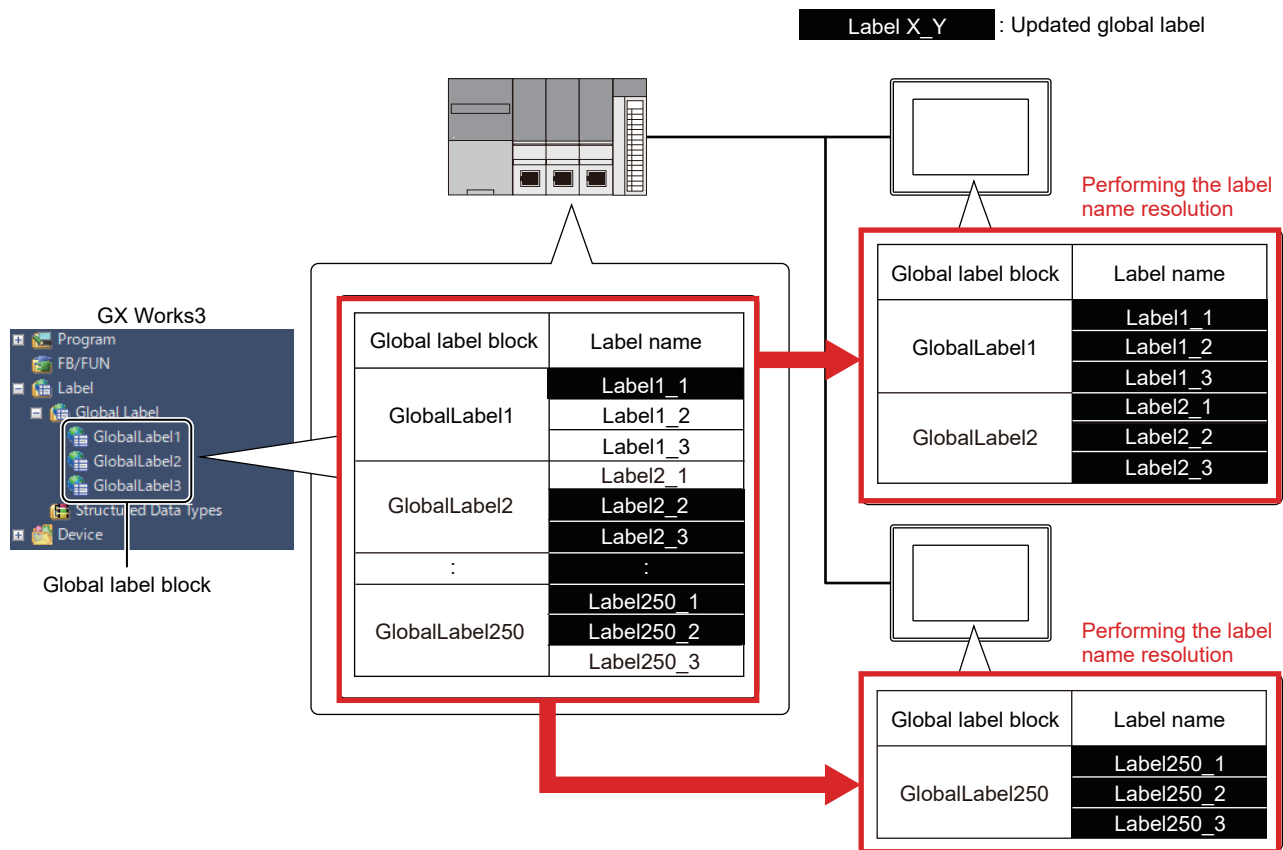 Label X_Y : Updated global label
Performing the label
name resolution
Global label block Label name
GlobalLabel1
Label1_1
Label1_2
Label1_3
GlobalLabel2
Label2_1
Label2_2
Label2_3
GX Works3
Program
FB/FUN
Label
Global Label
GlobalLabel1
GlobalLabel2
GlobalLabel3
Structured Data Types
Device
Global label block
Global label block Label name
GlobalLabel1
Label1_1
Label1_2
Label1_3
GlobalLabel2
Label2_1
Label2_2
Label2_3
: :
GlobalLabel250
Label250_1
Label250_2
Label250_3
Performing the label
name resolution
Global label block Label name
GlobalLabel250
Label250_1
Label250_2
Label250_3